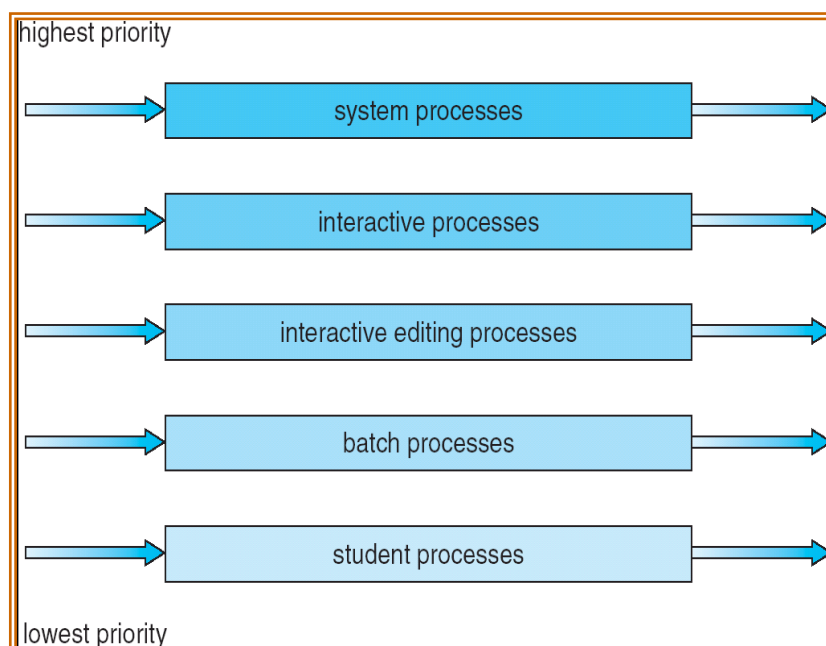 highest priority
system processes
interactive processes
interactive editing processes
batch processes
student processes
lowest priority